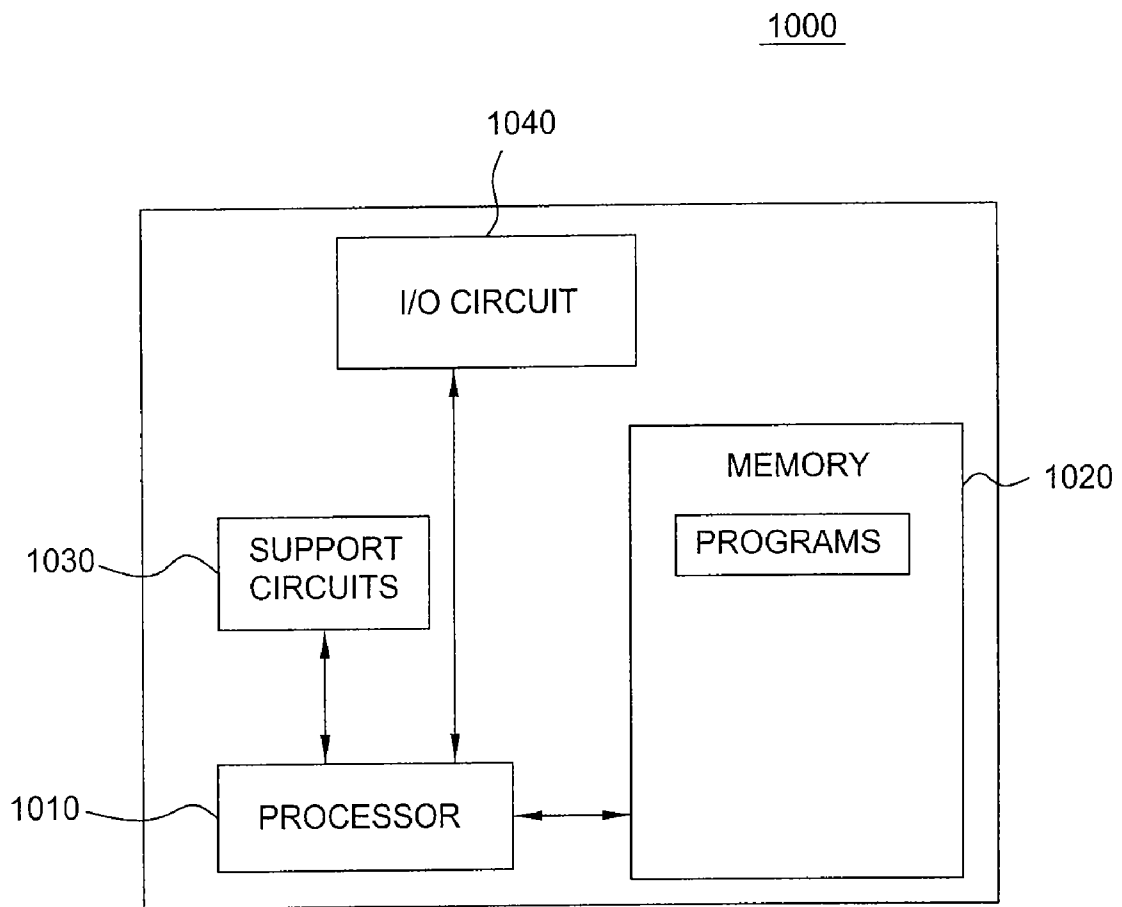 1000
1040
I/O CIRCUIT
MEMORY
1020
PROGRAMS
1030
SUPPORT
CIRCUITS
1010
PROCESSOR